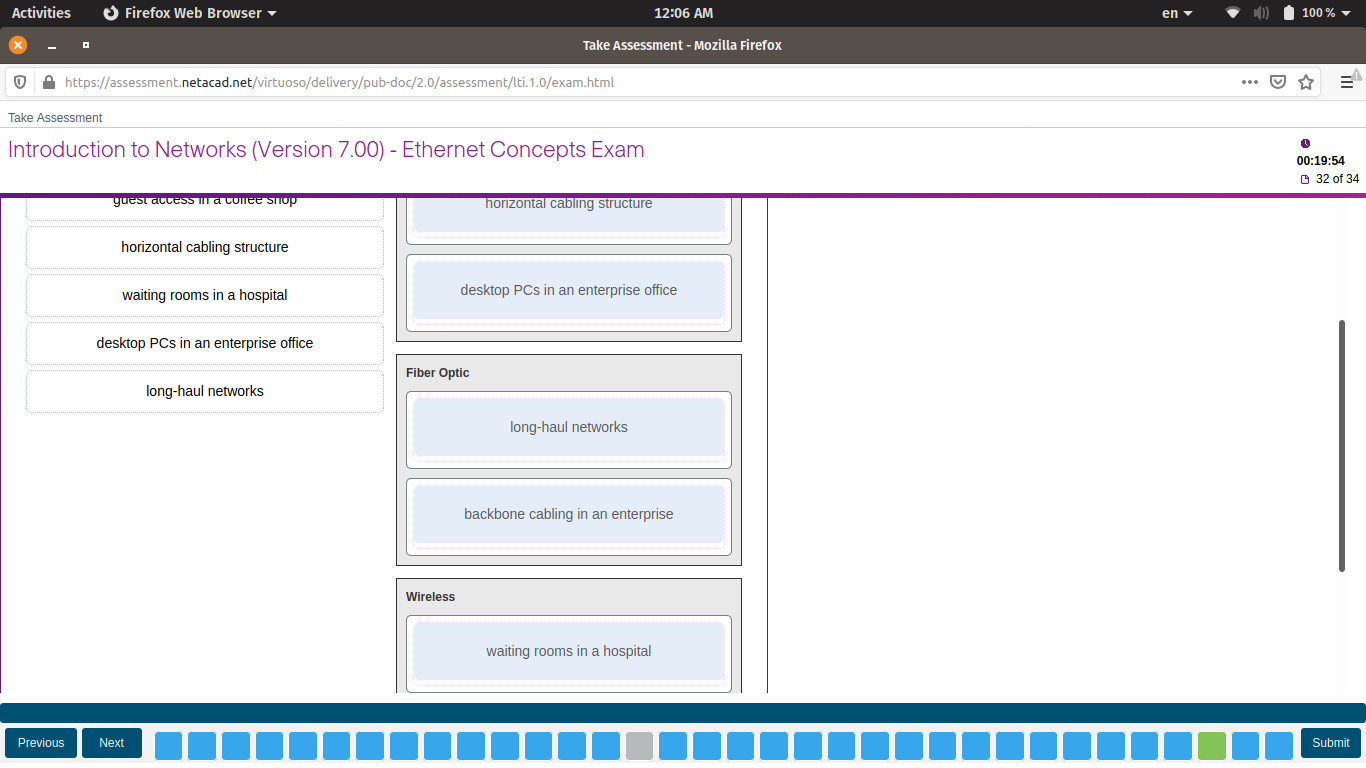 Activities
Firefox Web Browser
12:06 AM
en
100 %
Take Assessment - Mozilla Firefox
https://assessment.netacad.net/virtuoso/delivery/pub-doc/2.0/assessment/lti.1.0/exam.html
Take Assessment
Introduction to Networks (Version 7.00) - Ethernet Concepts Exam
00:19:54
32 of 34
guest access in a coffee shop
horizontal cabling structure
waiting rooms in a hospital
desktop PCs in an enterprise office
long-haul networks
horizontal cabling structure
desktop PCs in an enterprise office
Fiber Optic
long-haul networks
backbone cabling in an enterprise
Wireless
waiting rooms in a hospital
Previous
Next
Submit